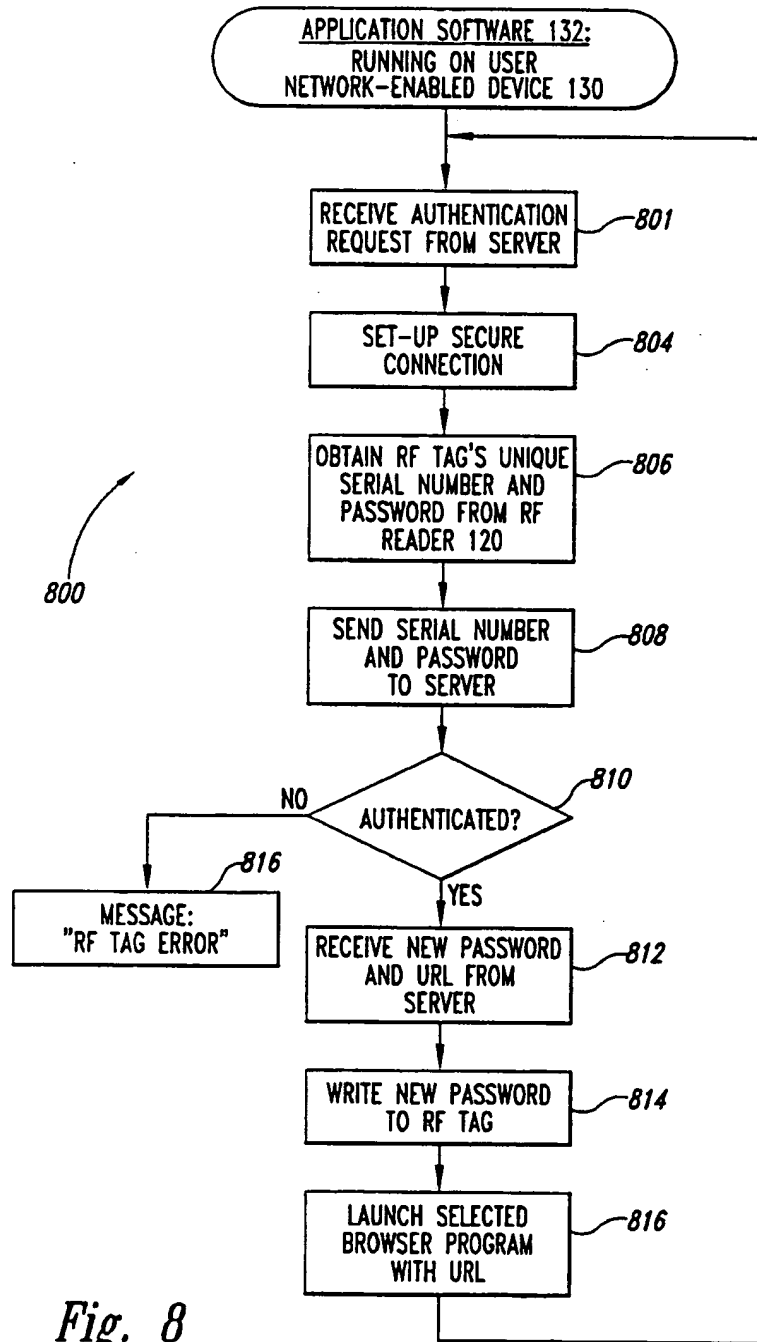 APPLICATION SOFTWARE 132:
RUNNING ON USER
NETWORK-ENABLED DEVICE 130
RECEIVE AUTHENTICATION
REQUEST FROM SERVER
801
SET-UP SECURE
CONNECTION
804
OBTAIN RF TAG'S UNIQUE
SERIAL NUMBER AND
PASSWORD FROM RF
READER 120
806
800
SEND SERIAL NUMBER
AND PASSWORD
TO SERVER
808
AUTHENTICATED?
810
NO
816
MESSAGE:
"RF TAG ERROR"
YES
RECEIVE NEW PASSWORD
AND URL FROM
SERVER
812
WRITE NEW PASSWORD
TO RF TAG
814
LAUNCH SELECTED
BROWSER PROGRAM
WITH URL
816
Fig. 8